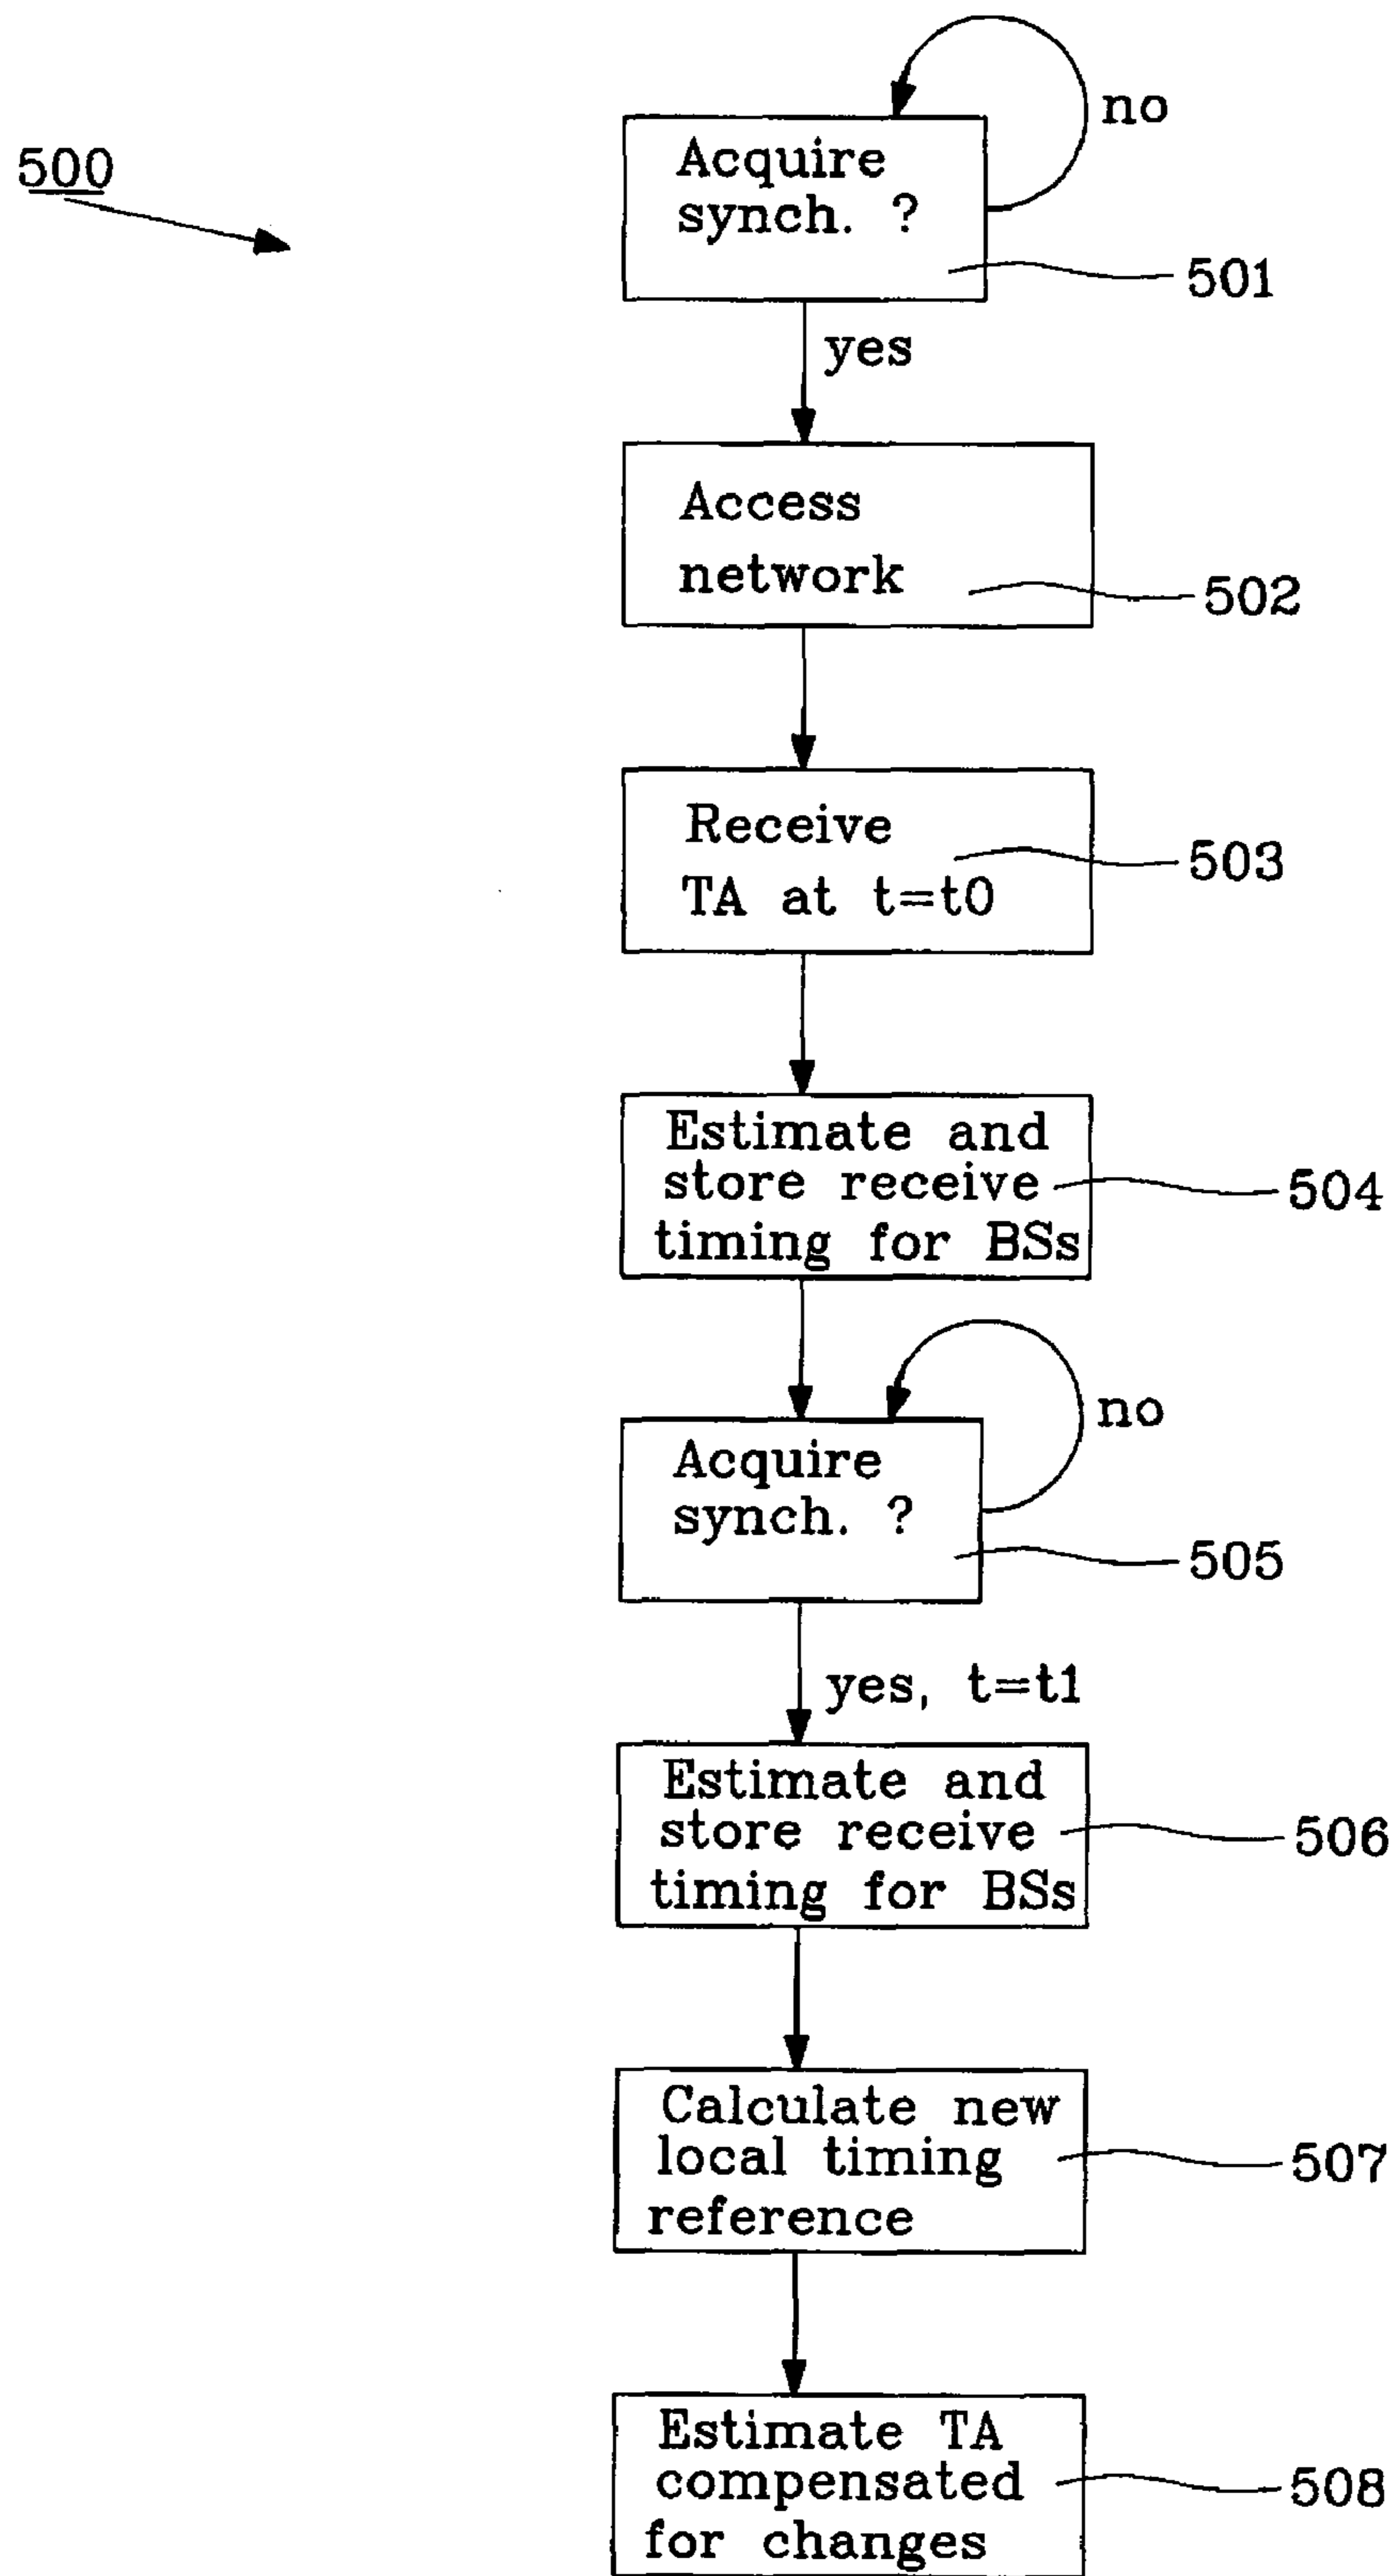 500
Acquire
synch. ?
no
501
yes
Access
network
502
Receive
TA at t=t0
503
Estimate and
store receive
timing for BSs
504
Acquire
synch. ?
no
505
yes, t=t1
Estimate and
store receive
timing for BSs
506
Calculate new
local timing
reference
507
Estimate TA
compensated
for changes
508